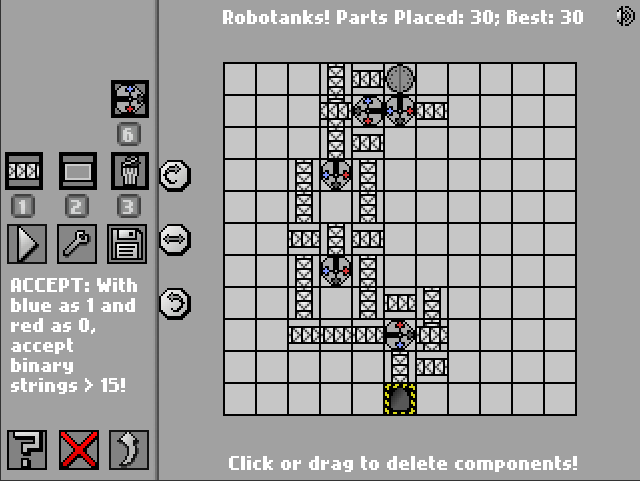 Robotanks! Parts Placed: 30; Best: 30
6
1 2 3
ACCEPT: With
blue as 1 and
red as 0,
accept
binary
strings > 15!
?
Click or drag to delete components!